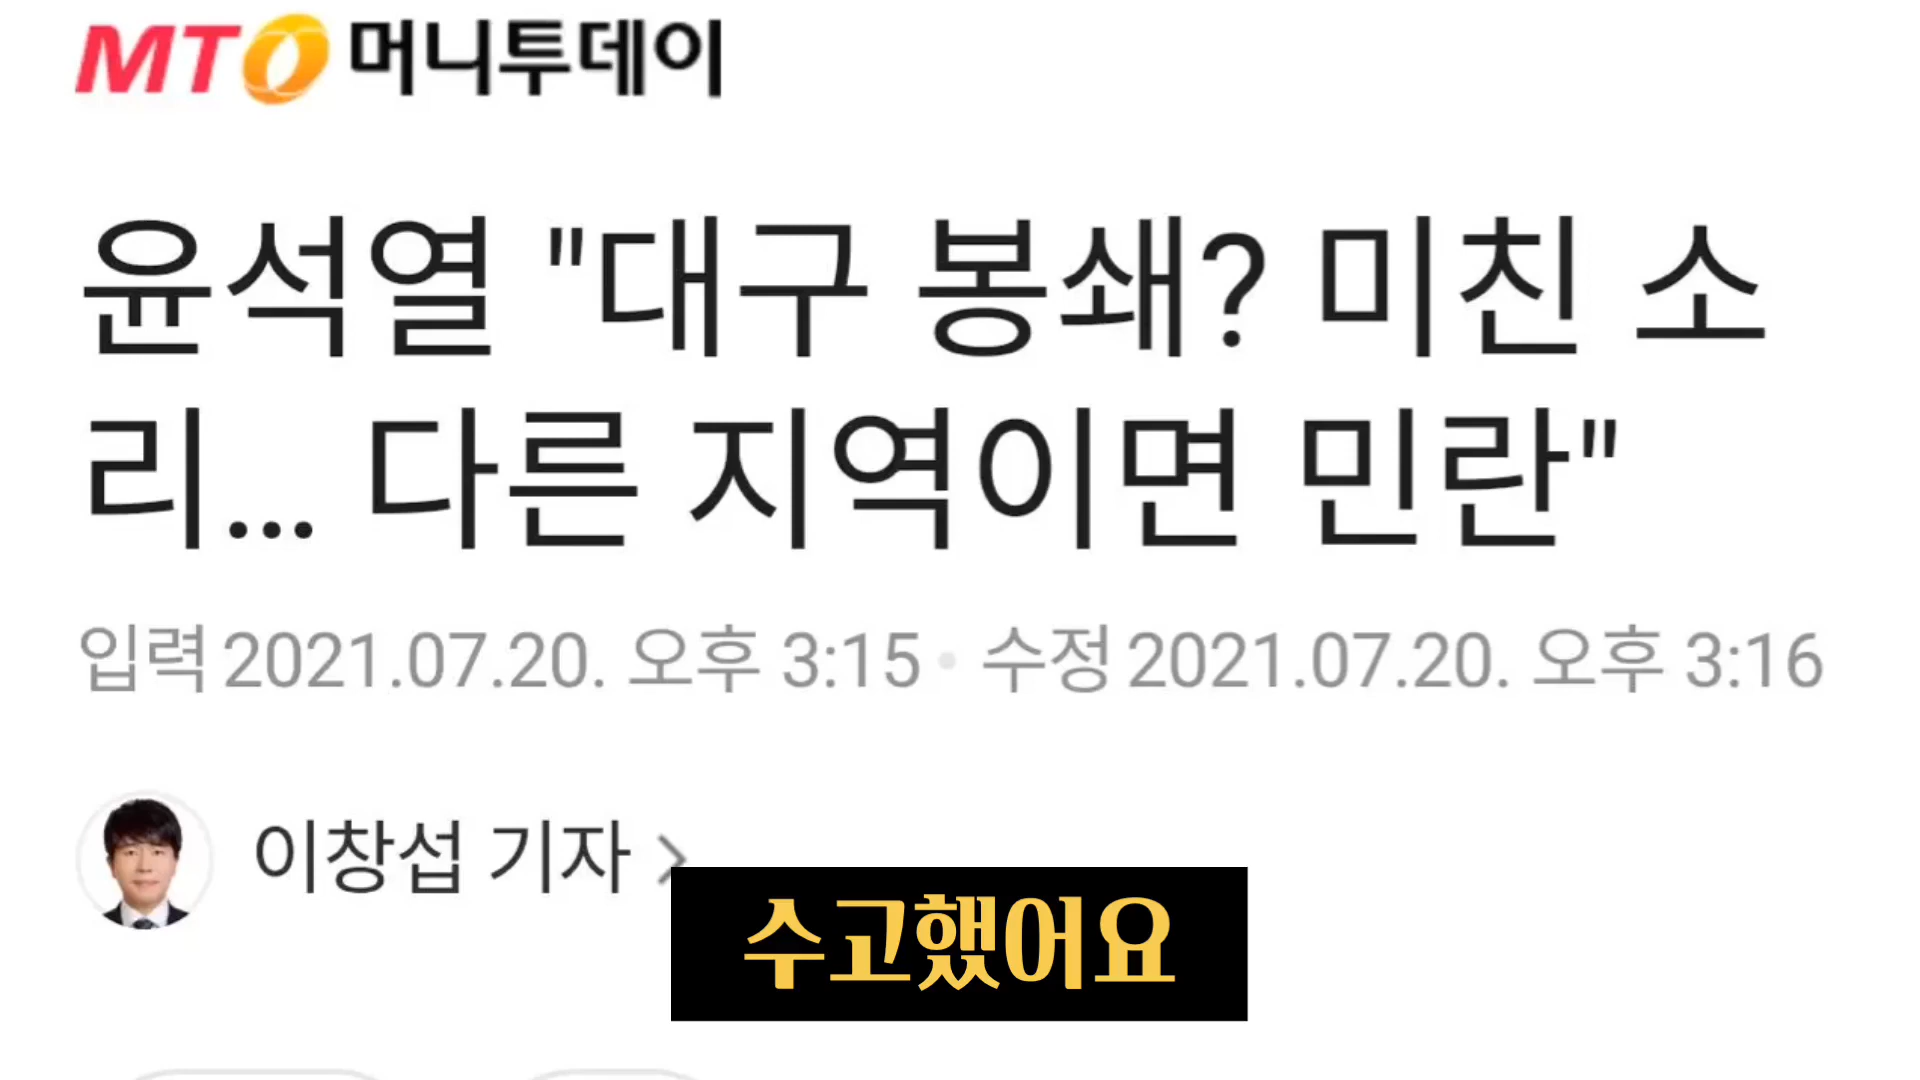 MTO 머니투데이
윤석열 "대구 봉쇄? 미친 소
리... 다른 지역이면 민란"
입력 2021.07.20. 오후 3:15 · 수정 2021.07.20. 오후 3:16
이창섭 기자 >
수고했어요